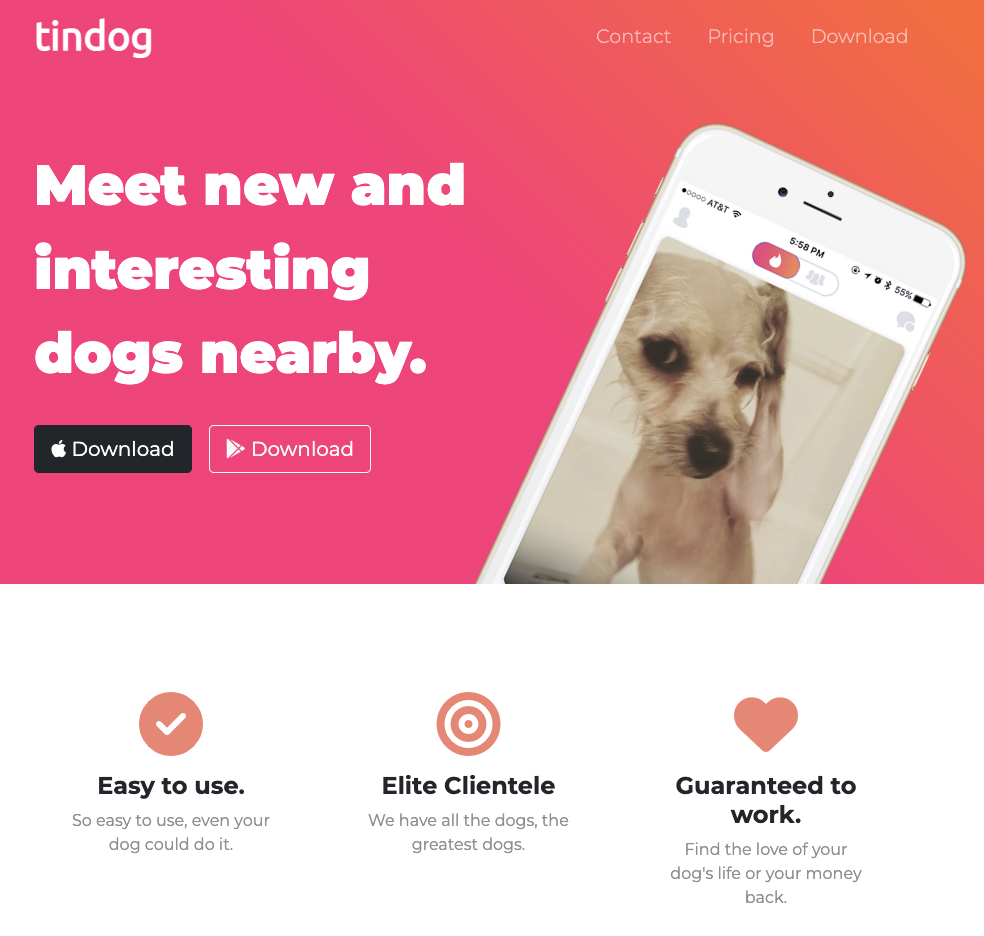 tindog
Contact Pricing Download
Meet new and
interesting
dogs nearby.
Download Download
AT&T 5:58 PM 55%
Easy to use.
So easy to use, even your
dog could do it.
Elite Clientele
We have all the dogs, the
greatest dogs.
Guaranteed to
work.
Find the love of your
dog's life or your money
back.